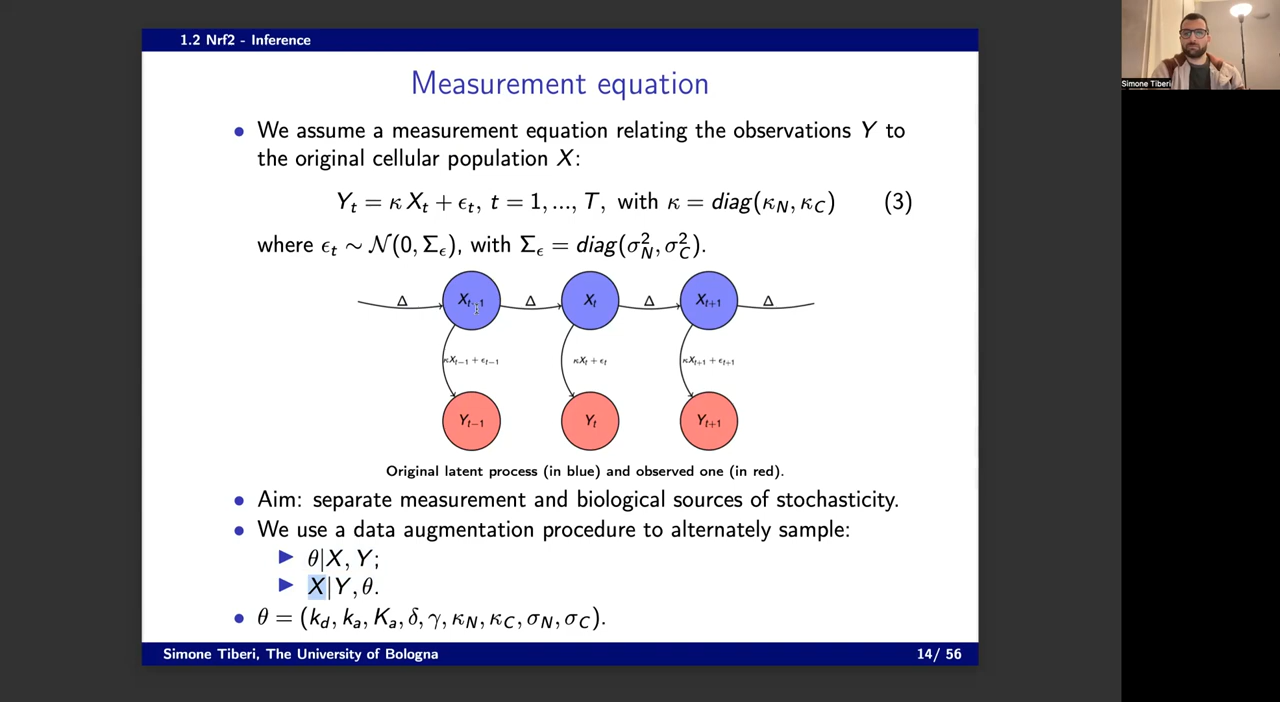 1.2 Nrf2 - Inference
Simone Tiberi
Measurement equation
• We assume a measurement equation relating the observations Y to
the original cellular population X:
Y_t = κ X_t + ϵ_t, t = 1, ..., T, with κ = diag(κ_N, κ_C) (3)
where ϵ_t ∼ N(0, Σ_ϵ), with Σ_ϵ = diag(σ²_N, σ²_C).
Δ X_{t-1} Δ X_t Δ X_{t+1} Δ
κX_{t-1} + ϵ_{t-1} κX_t + ϵ_t κX_{t+1} + ϵ_{t+1}
Y_{t-1} Y_t Y_{t+1}
Original latent process (in blue) and observed one (in red).
• Aim: separate measurement and biological sources of stochasticity.
• We use a data augmentation procedure to alternately sample:
▶ θ|X, Y;
▶ X|Y, θ.
• θ = (k_d, k_a, K_a, δ, γ, κ_N, κ_C, σ_N, σ_C).
Simone Tiberi, The University of Bologna 14/ 56